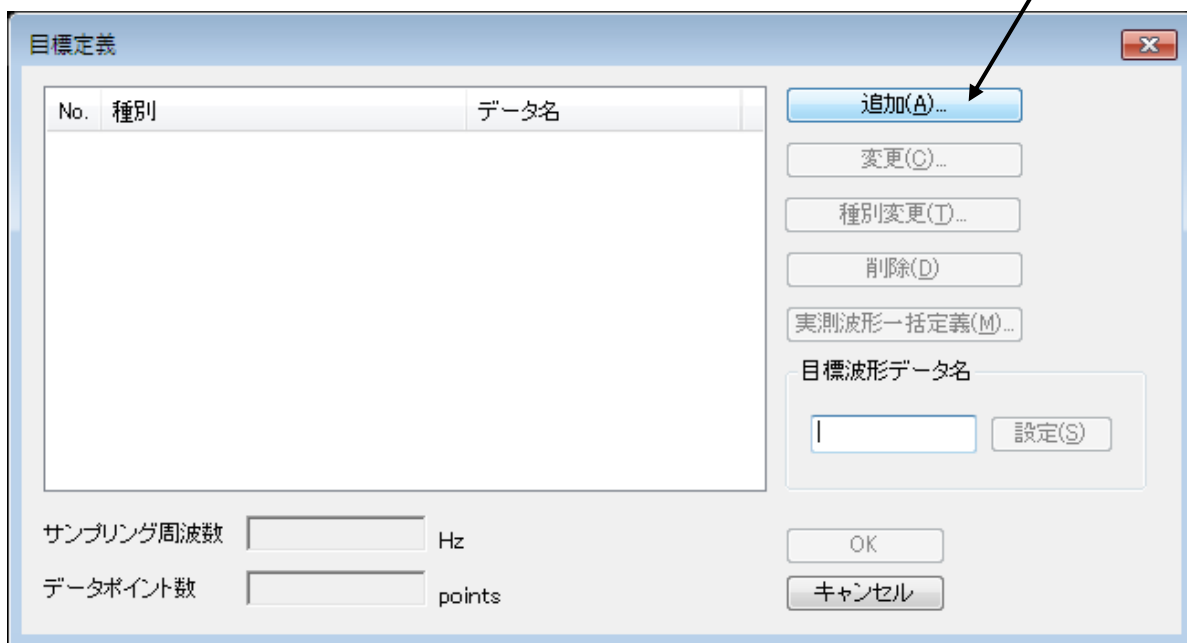 目標定義
No. 種別 データ名
追加(A)...
変更(C)...
種別変更(T)...
削除(D)
実測波形一括定義(M)...
目標波形データ名
設定(S)
サンプリング周波数 Hz
データポイント数 points
OK
キャンセル